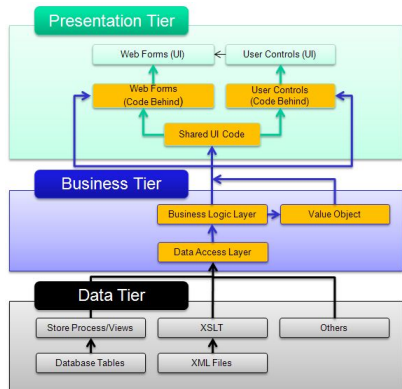 Presentation Tier
Web Forms (UI)
User Controls (UI)
Web Forms
(Code Behind)
User Controls
(Code Behind)
Shared UI Code
Business Tier
Business Logic Layer
Value Object
Data Access Layer
Data Tier
Store Process/Views
XSLT
Others
Database Tables
XML Files